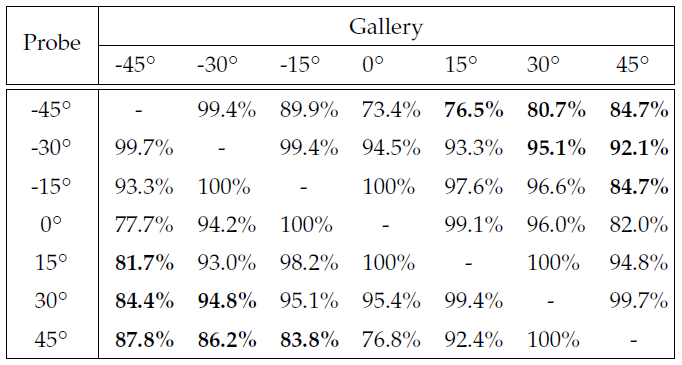 Probe Gallery
-45° -30° -15° 0° 15° 30° 45°
-45° - 99.4% 89.9% 73.4% 76.5% 80.7% 84.7%
-30° 99.7% - 99.4% 94.5% 93.3% 95.1% 92.1%
-15° 93.3% 100% - 100% 97.6% 96.6% 84.7%
0° 77.7% 94.2% 100% - 99.1% 96.0% 82.0%
15° 81.7% 93.0% 98.2% 100% - 100% 94.8%
30° 84.4% 94.8% 95.1% 95.4% 99.4% - 99.7%
45° 87.8% 86.2% 83.8% 76.8% 92.4% 100% -